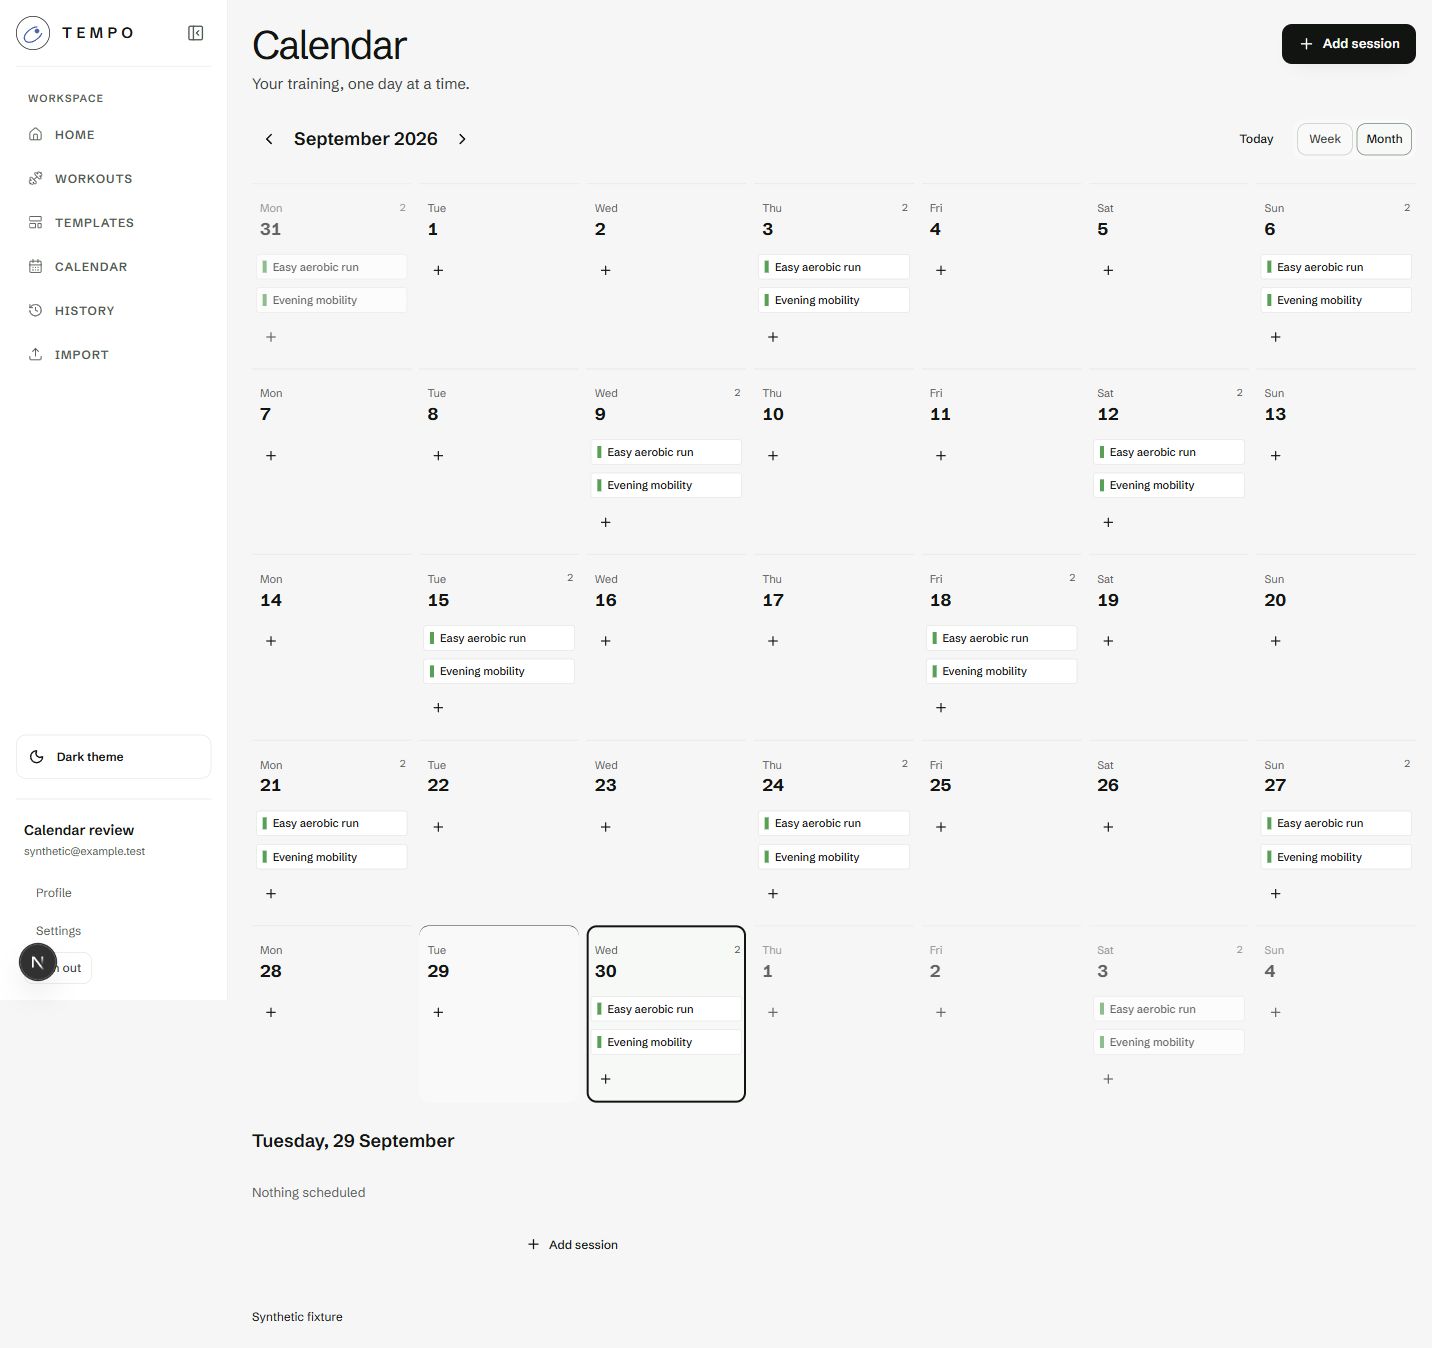 TEMPO
WORKSPACE
HOME
WORKOUTS
TEMPLATES
CALENDAR
HISTORY
IMPORT
Dark theme
Calendar review
synthetic@example.test
Profile
Settings
N
out
Calendar
Your training, one day at a time.
Add session
September 2026
Today
Week
Month
Mon 2
31
Easy aerobic run
Evening mobility
Tue
1
Wed
2
Thu 2
3
Easy aerobic run
Evening mobility
Fri
4
Sat
5
Sun 2
6
Easy aerobic run
Evening mobility
Mon
7
Tue
8
Wed 2
9
Easy aerobic run
Evening mobility
Thu
10
Fri
11
Sat 2
12
Easy aerobic run
Evening mobility
Sun
13
Mon
14
Tue 2
15
Easy aerobic run
Evening mobility
Wed
16
Thu
17
Fri 2
18
Easy aerobic run
Evening mobility
Sat
19
Sun
20
Mon 2
21
Easy aerobic run
Evening mobility
Tue
22
Wed
23
Thu 2
24
Easy aerobic run
Evening mobility
Fri
25
Sat
26
Sun 2
27
Easy aerobic run
Evening mobility
Mon
28
Tue
29
Wed 2
30
Easy aerobic run
Evening mobility
Thu
1
Fri
2
Sat 2
3
Easy aerobic run
Evening mobility
Sun
4
Tuesday, 29 September
Nothing scheduled
Add session
Synthetic fixture